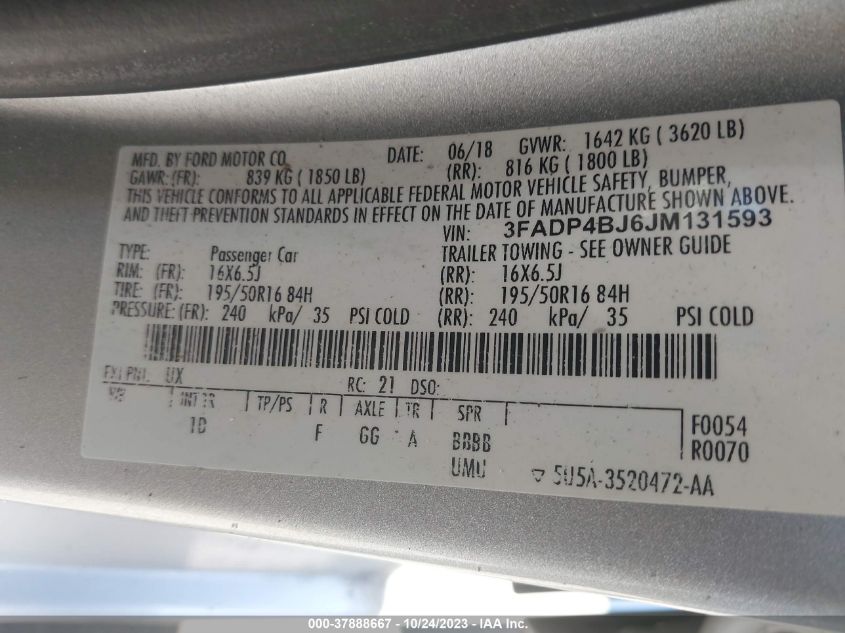 MFD. BY FORD MOTOR CO. DATE: 06/18 GVWR: 1642 KG ( 3620 LB)
GAWR:(FR): 839 KG ( 1850 LB) (RR): 816 KG ( 1800 LB)
THIS VEHICLE CONFORMS TO ALL APPLICABLE FEDERAL MOTOR VEHICLE SAFETY, BUMPER,
AND THEFT PREVENTION STANDARDS IN EFFECT ON THE DATE OF MANUFACTURE SHOWN ABOVE.
VIN: 3FADP4BJ6JM131593
TYPE: Passenger Car TRAILER TOWING - SEE OWNER GUIDE
RIM: (FR): 16X6.5J (RR): 16X6.5J
TIRE: (FR): 195/50R16 84H (RR): 195/50R16 84H
PRESSURE: (FR): 240 kPa/ 35 PSI COLD (RR): 240 kPa/ 35 PSI COLD
EXT PNT: UX RC: 21 DSO:
INT TR TP/PS R AXLE TR SPR F0054
1D F GG A BBBB R0070
UMU 5U5A-3520472-AA
000-37888667 - 10/24/2023 - IAA Inc.